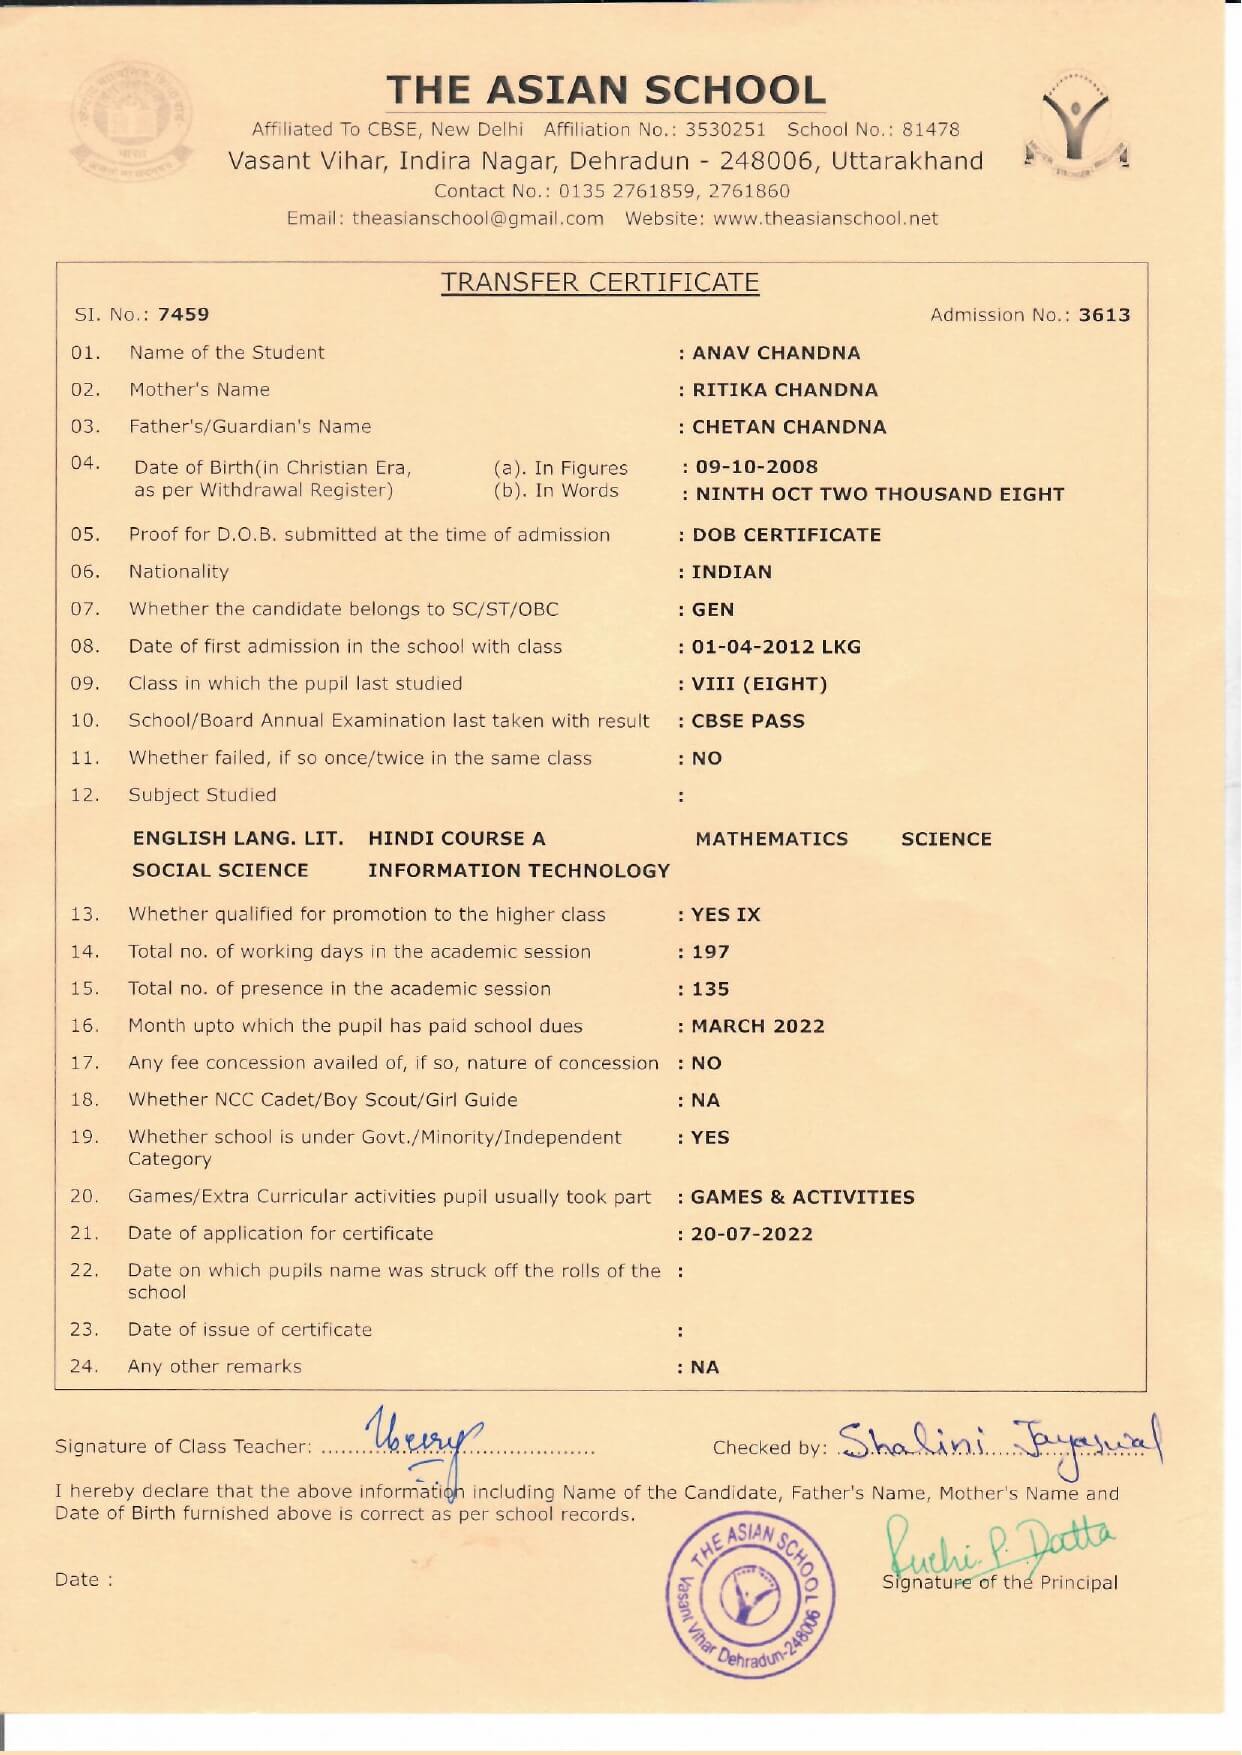 THE ASIAN SCHOOL
Affiliated To CBSE, New Delhi Affiliation No.: 3530251 School No.: 81478
Vasant Vihar, Indira Nagar, Dehradun - 248006, Uttarakhand
Contact No.: 0135 2761859, 2761860
Email: theasianschool@gmail.com Website: www.theasianschool.net
TRANSFER CERTIFICATE
SI. No.: 7459 Admission No.: 3613
01. Name of the Student : ANAV CHANDNA
02. Mother's Name : RITIKA CHANDNA
03. Father's/Guardian's Name : CHETAN CHANDNA
04. Date of Birth(in Christian Era, (a). In Figures : 09-10-2008
as per Withdrawal Register) (b). In Words : NINTH OCT TWO THOUSAND EIGHT
05. Proof for D.O.B. submitted at the time of admission : DOB CERTIFICATE
06. Nationality : INDIAN
07. Whether the candidate belongs to SC/ST/OBC : GEN
08. Date of first admission in the school with class : 01-04-2012 LKG
09. Class in which the pupil last studied : VIII (EIGHT)
10. School/Board Annual Examination last taken with result : CBSE PASS
11. Whether failed, if so once/twice in the same class : NO
12. Subject Studied :
ENGLISH LANG. LIT. HINDI COURSE A MATHEMATICS SCIENCE
SOCIAL SCIENCE INFORMATION TECHNOLOGY
13. Whether qualified for promotion to the higher class : YES IX
14. Total no. of working days in the academic session : 197
15. Total no. of presence in the academic session : 135
16. Month upto which the pupil has paid school dues : MARCH 2022
17. Any fee concession availed of, if so, nature of concession : NO
18. Whether NCC Cadet/Boy Scout/Girl Guide : NA
19. Whether school is under Govt./Minority/Independent : YES
Category
20. Games/Extra Curricular activities pupil usually took part : GAMES & ACTIVITIES
21. Date of application for certificate : 20-07-2022
22. Date on which pupils name was struck off the rolls of the :
school
23. Date of issue of certificate :
24. Any other remarks : NA
Signature of Class Teacher: Checked by: Shalini Jayaswal
I hereby declare that the above information including Name of the Candidate, Father's Name, Mother's Name and
Date of Birth furnished above is correct as per school records.
Ruchi P. Datta
Date : Signature of the Principal
THE ASIAN SCHOOL
Vasant Vihar Dehradun-248006